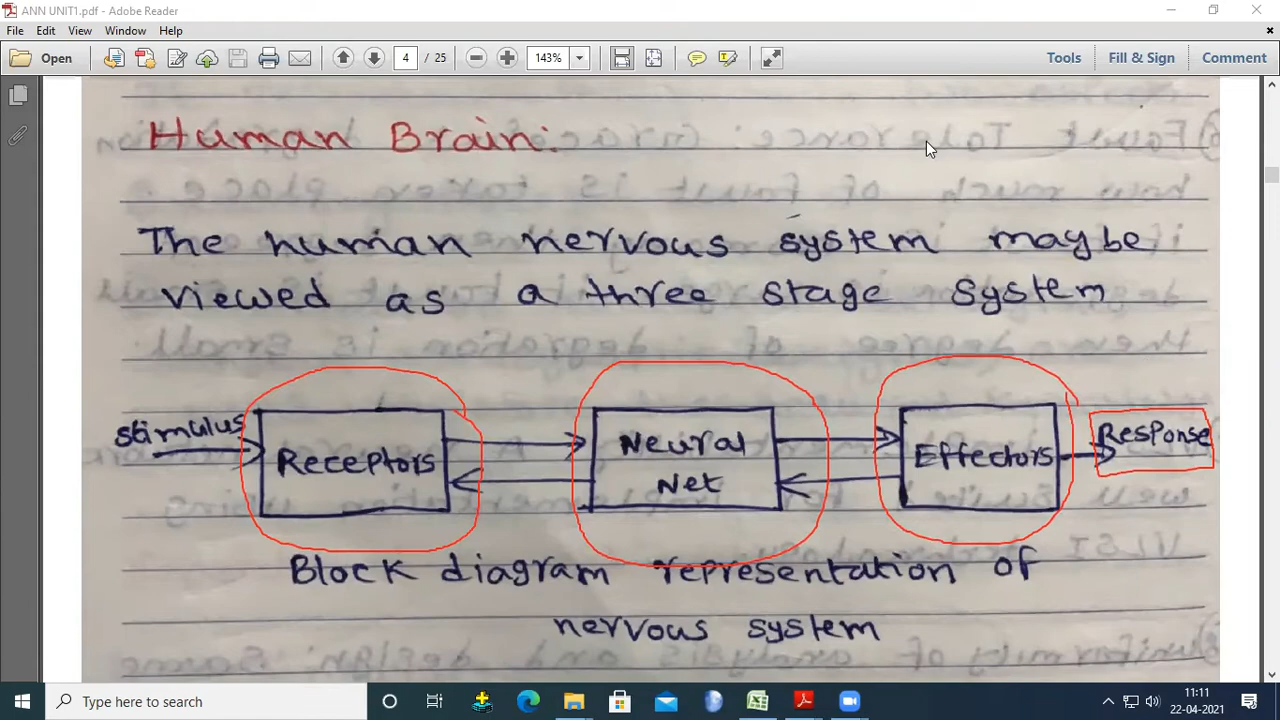 ANN UNIT1.pdf - Adobe Reader
File Edit View Window Help
Open 4 / 25 143% Tools Fill & Sign Comment
Human Brain:
The human nervous system may be
viewed as a three stage system
stimulus Receptors Neural Net Effectors Response
Block diagram representation of
nervous system
Type here to search
11:11
22-04-2021